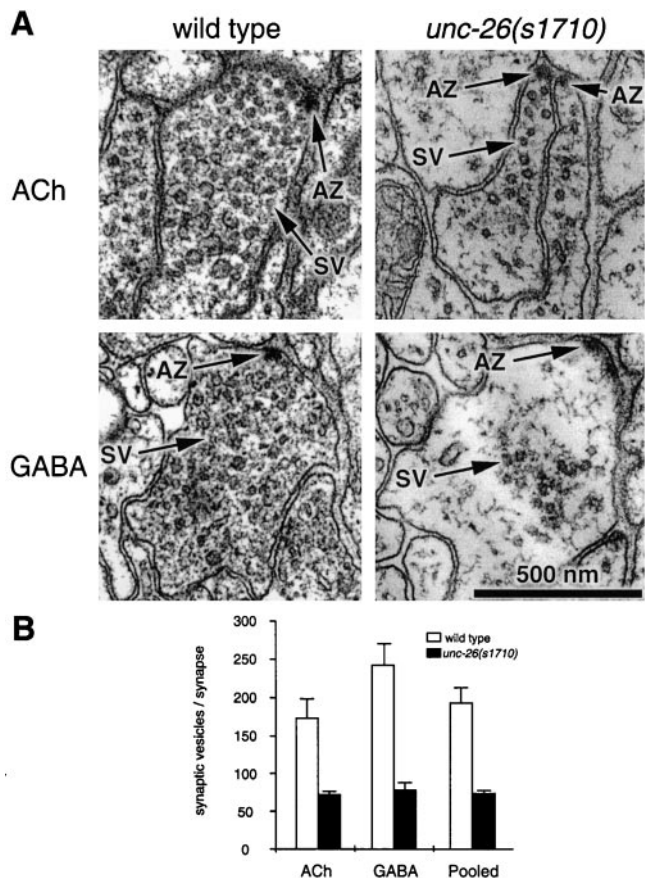 A
wild type
unc-26(s1710)
ACh
AZ
SV
AZ
SV
AZ
GABA
AZ
SV
AZ
SV
500 nm
B
synaptic vesicles / synapse
300
250
200
150
100
50
0
wild type
unc-26(s1710)
ACh
GABA
Pooled